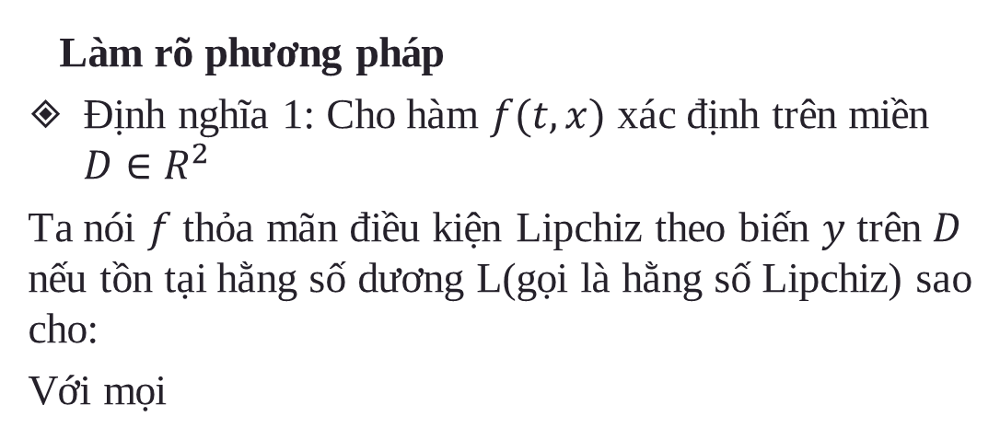 Làm rõ phương pháp
Định nghĩa 1: Cho hàm f(t, x) xác định trên miền
D ∈ R²
Ta nói f thỏa mãn điều kiện Lipchiz theo biến y trên D
nếu tồn tại hằng số dương L(gọi là hằng số Lipchiz) sao
cho:
Với mọi